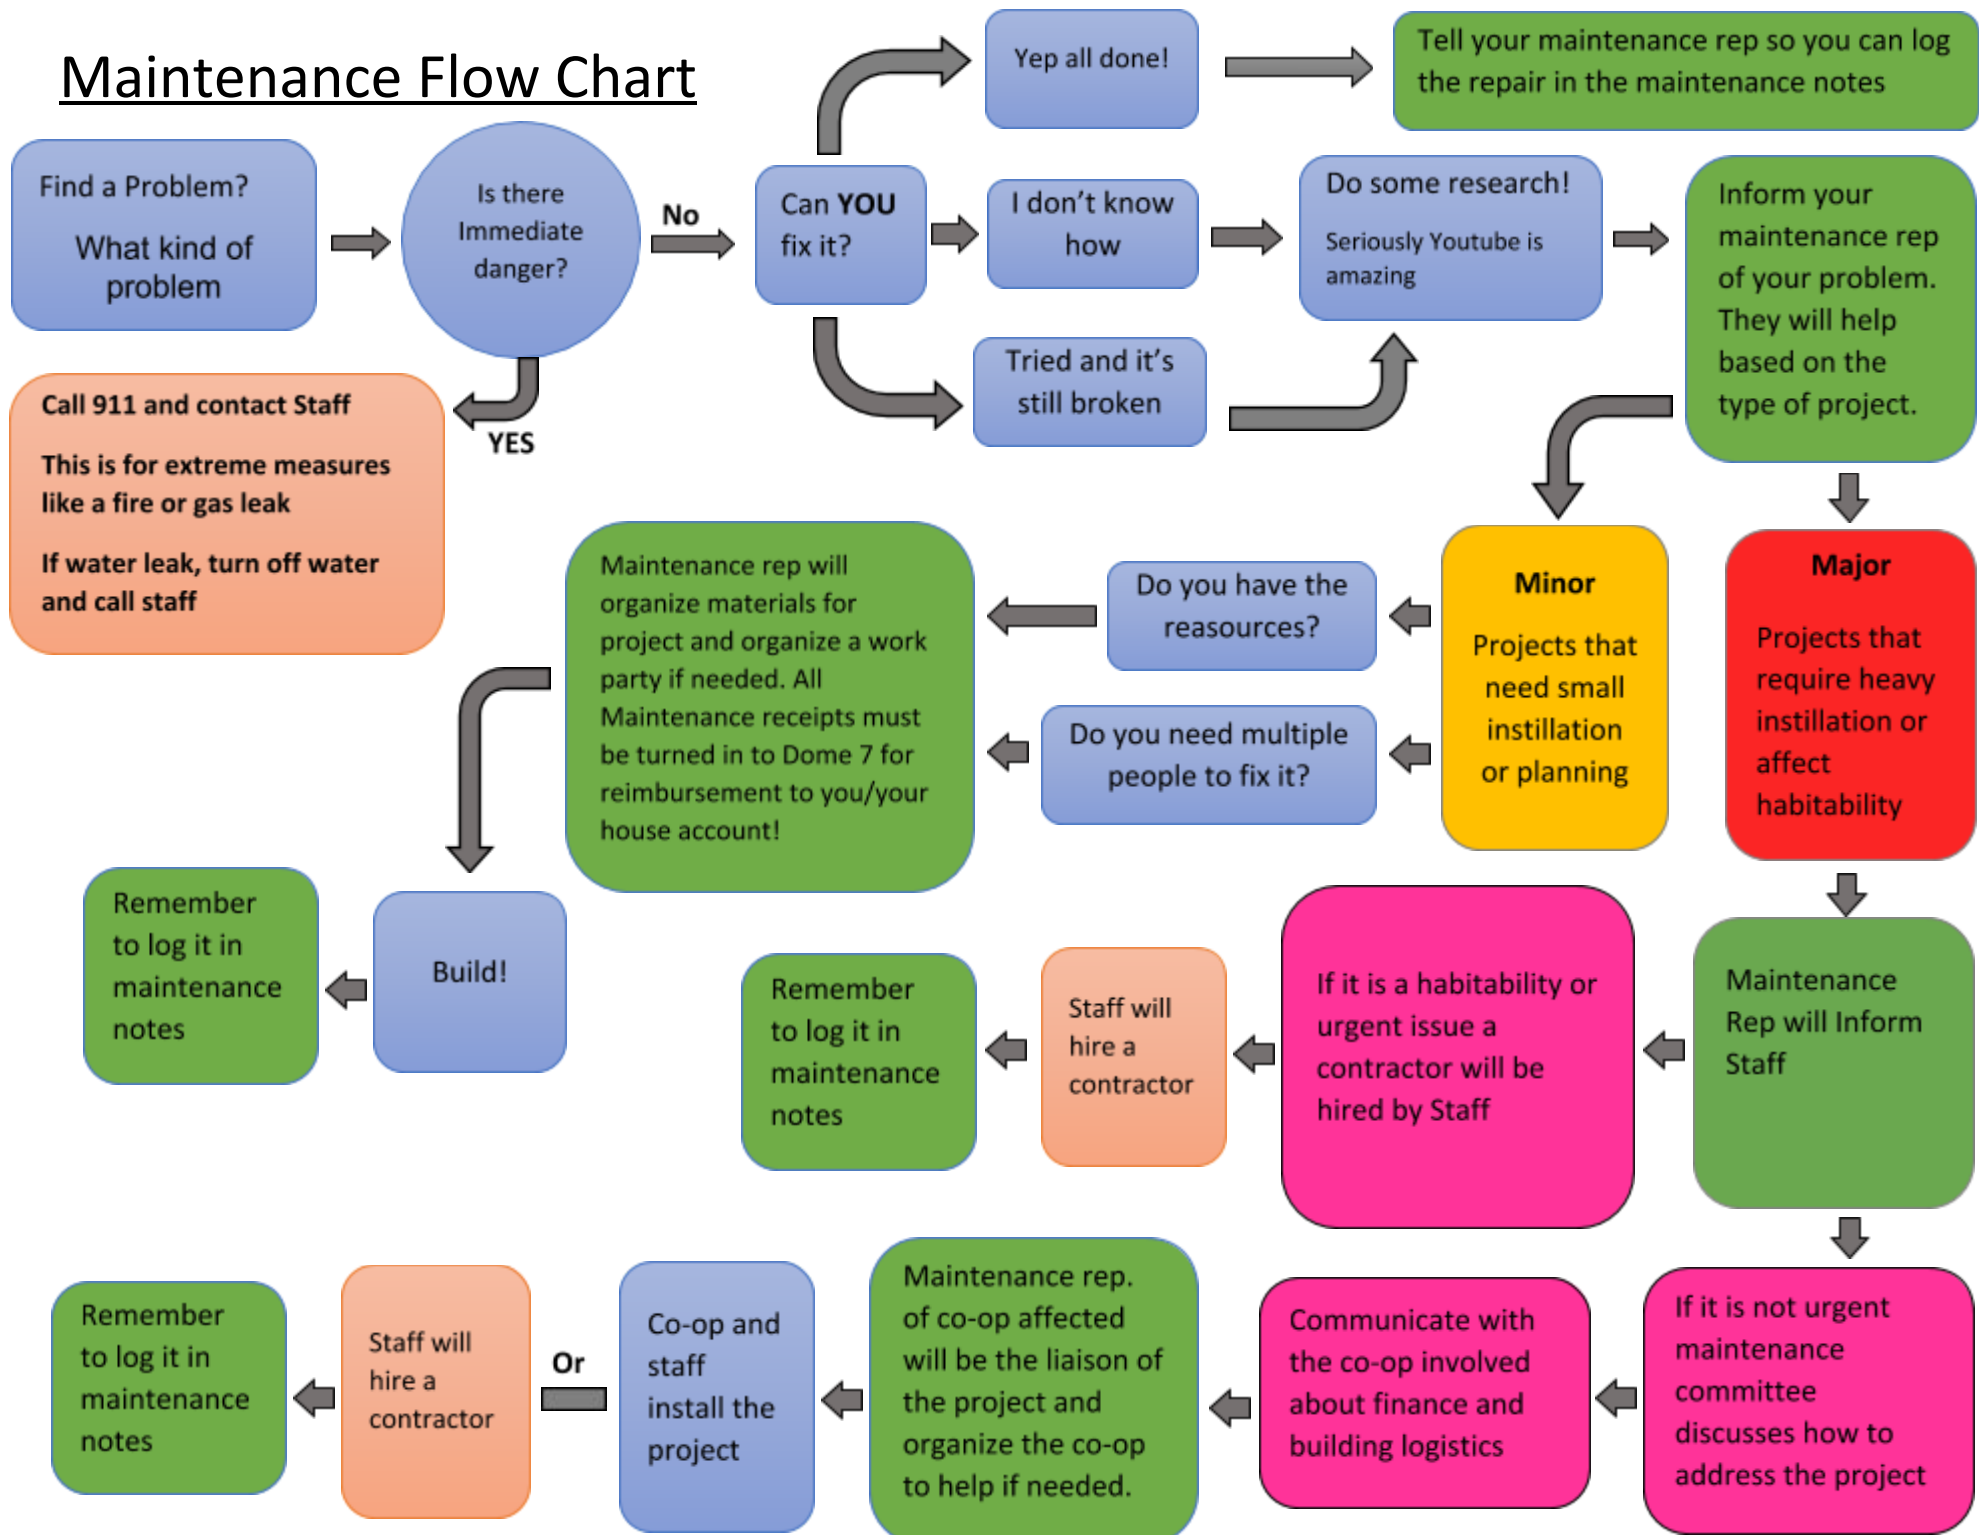 Maintenance Flow Chart
Find a Problem?
What kind of
problem
Is there
Immediate
danger?
No
YES
Call 911 and contact Staff
This is for extreme measures
like a fire or gas leak
If water leak, turn off water
and call staff
Can YOU
fix it?
Yep all done!
Tell your maintenance rep so you can log
the repair in the maintenance notes
I don't know
how
Tried and it's
still broken
Do some research!
Seriously Youtube is
amazing
Inform your
maintenance rep
of your problem.
They will help
based on the
type of project.
Minor
Projects that
need small
instillation
or planning
Major
Projects that
require heavy
instillation or
affect
habitability
Do you have the
reasources?
Do you need multiple
people to fix it?
Maintenance rep will
organize materials for
project and organize a work
party if needed. All
Maintenance receipts must
be turned in to Dome 7 for
reimbursement to you/your
house account!
Build!
Remember
to log it in
maintenance
notes
Maintenance
Rep will Inform
Staff
If it is a habitability or
urgent issue a
contractor will be
hired by Staff
Staff will
hire a
contractor
Remember
to log it in
maintenance
notes
If it is not urgent
maintenance
committee
discusses how to
address the project
Communicate with
the co-op involved
about finance and
building logistics
Maintenance rep.
of co-op affected
will be the liaison of
the project and
organize the co-op
to help if needed.
Co-op and
staff
install the
project
Or
Staff will
hire a
contractor
Remember
to log it in
maintenance
notes